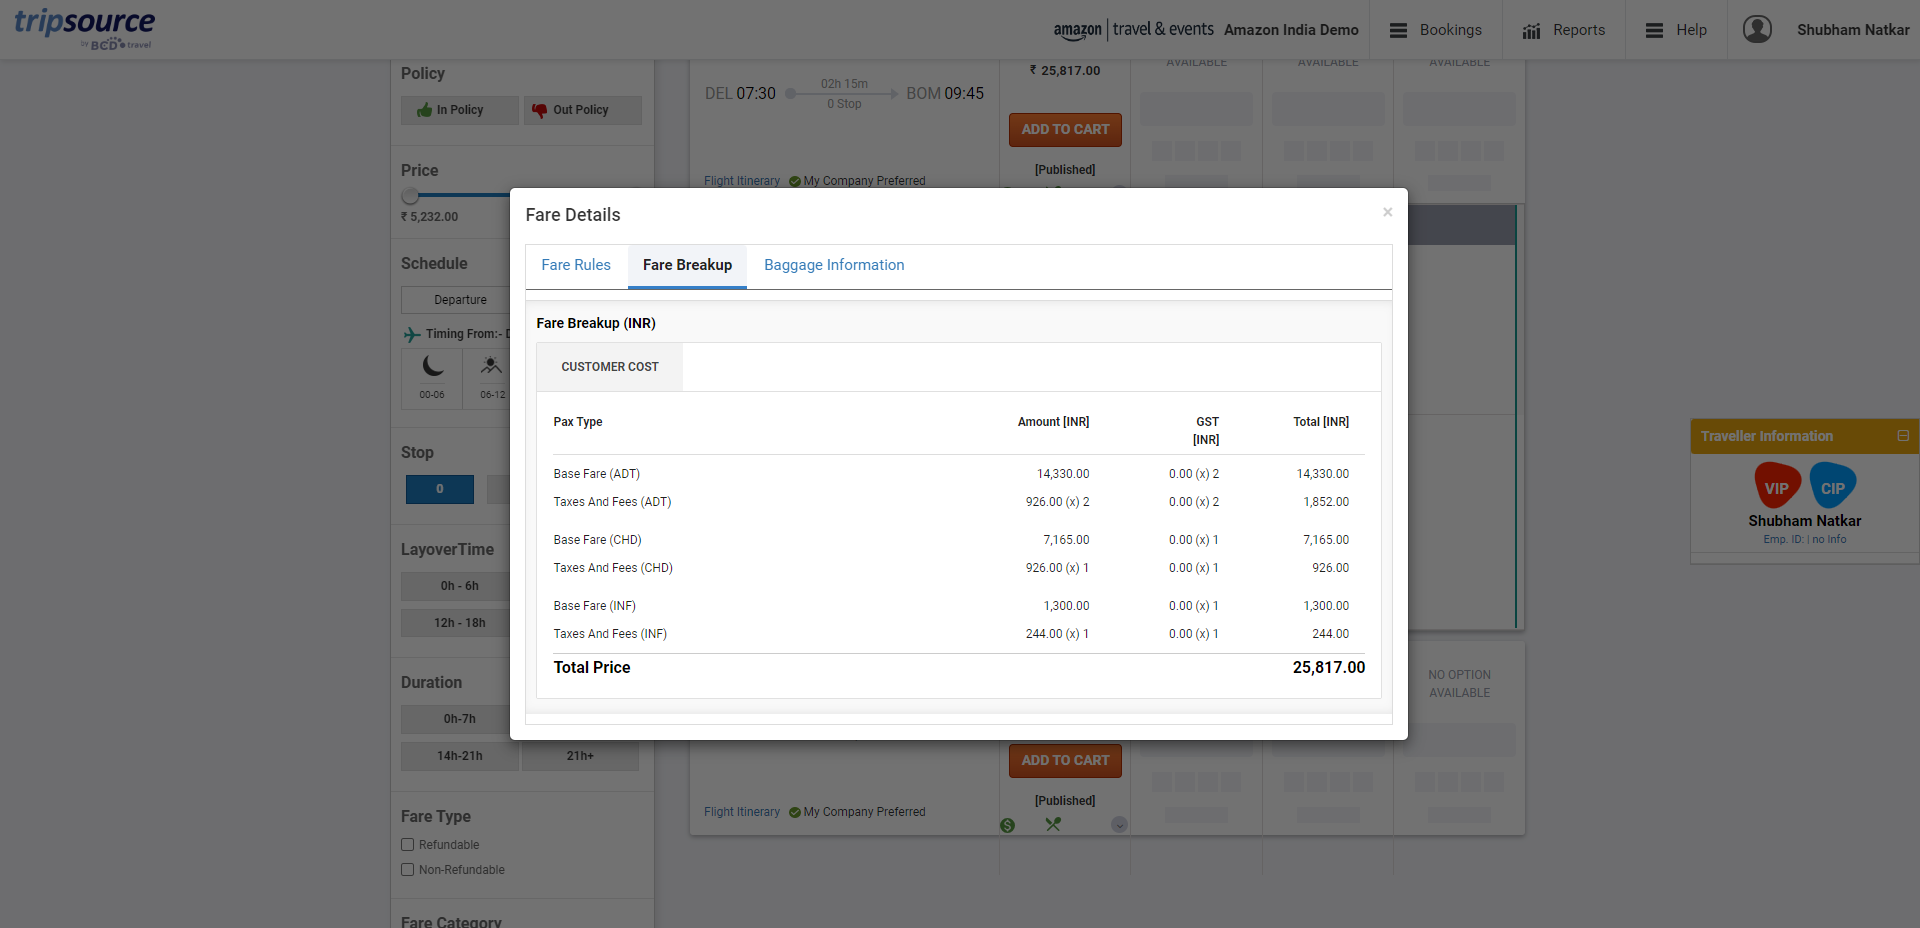 tripsource
by BCD travel
amazon travel & events Amazon India Demo
Bookings
Reports
Help
Shubham Natkar
Policy
In Policy
Out Policy
Price
₹ 5,232.00
Schedule
Departure
Timing From:-
00-06
06-12
Stop
0
LayoverTime
0h - 6h
12h - 18h
Duration
0h-7h
14h-21h
21h+
Fare Type
Refundable
Non-Refundable
Fare Category
DEL 07:30
02h 15m
0 Stop
BOM 09:45
Flight Itinerary
My Company Preferred
₹ 25,817.00
ADD TO CART
[Published]
AVAILABLE
AVAILABLE
AVAILABLE
Fare Details
×
Fare Rules
Fare Breakup
Baggage Information
Fare Breakup (INR)
CUSTOMER COST
Pax Type Amount [INR] GST [INR] Total [INR]
Base Fare (ADT) 14,330.00 0.00 (x) 2 14,330.00
Taxes And Fees (ADT) 926.00 (x) 2 0.00 (x) 2 1,852.00
Base Fare (CHD) 7,165.00 0.00 (x) 1 7,165.00
Taxes And Fees (CHD) 926.00 (x) 1 0.00 (x) 1 926.00
Base Fare (INF) 1,300.00 0.00 (x) 1 1,300.00
Taxes And Fees (INF) 244.00 (x) 1 0.00 (x) 1 244.00
Total Price 25,817.00
ADD TO CART
[Published]
Flight Itinerary
My Company Preferred
NO OPTION
AVAILABLE
Traveller Information
VIP
CIP
Shubham Natkar
Emp. ID: | no Info